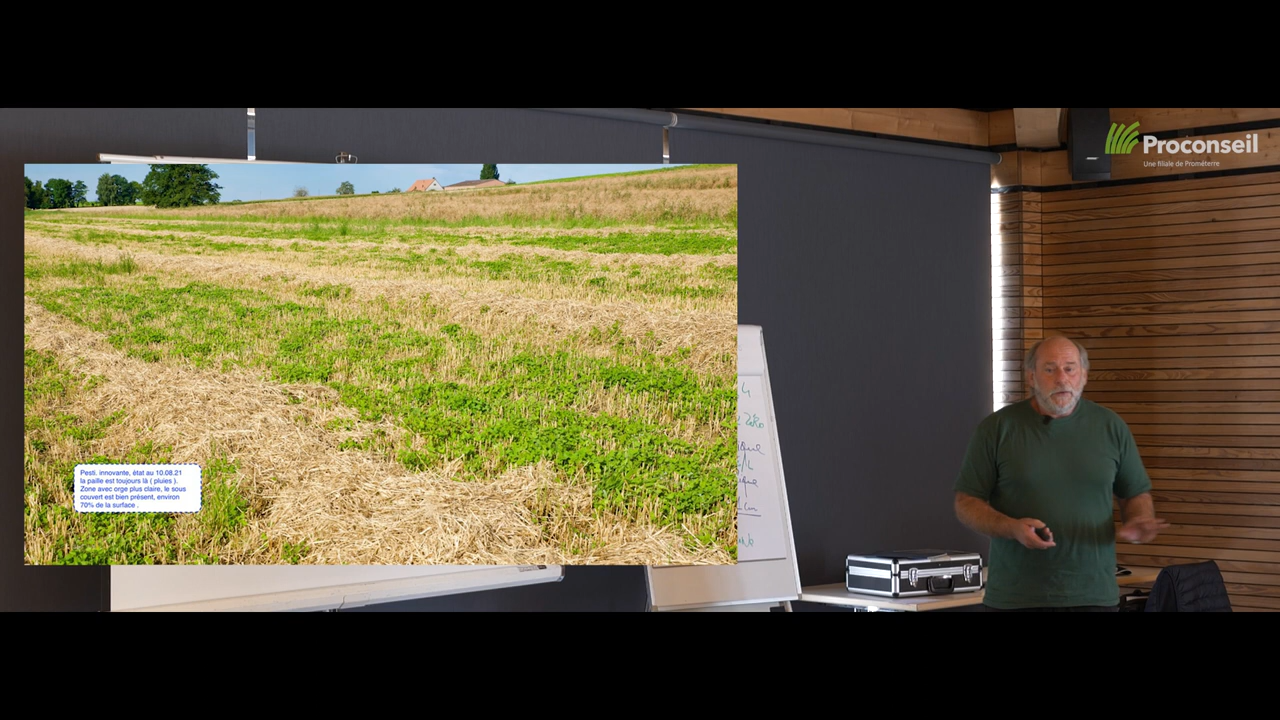 Proconseil
Une filiale de Prométerre
Pesti. innovante, état au 10.08.21
la paille est toujours là ( pluies ).
Zone avec orge plus claire, le sous
couvert est bien présent, environ
70% de la surface .